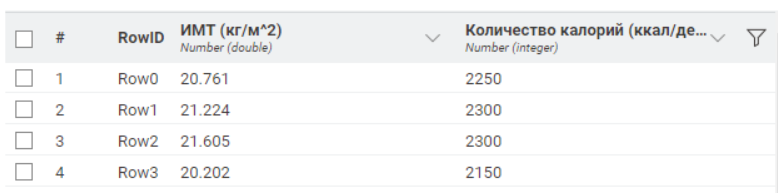 # RowID ИМТ (кг/м^2) Количество калорий (ккал/де...
Number (double) Number (integer)
1 Row0 20.761 2250
2 Row1 21.224 2300
3 Row2 21.605 2300
4 Row3 20.202 2150